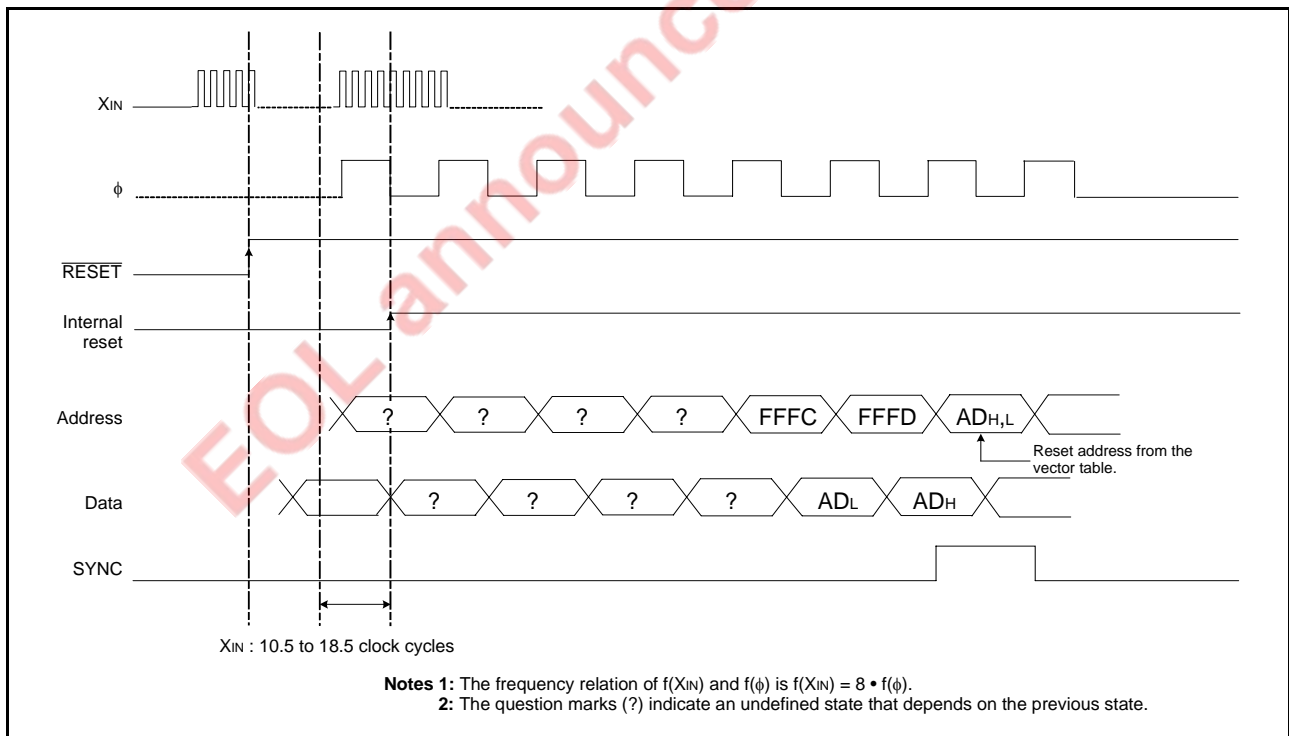 EOL announc
XIN
ϕ
RESET
Internal
reset
Address
? ? ? ? FFFC FFFD ADH,L
Reset address from the
vector table.
Data
? ? ? ? ADL ADH
SYNC
XIN : 10.5 to 18.5 clock cycles
Notes 1: The frequency relation of f(XIN) and f(ϕ) is f(XIN) = 8 • f(ϕ).
2: The question marks (?) indicate an undefined state that depends on the previous state.